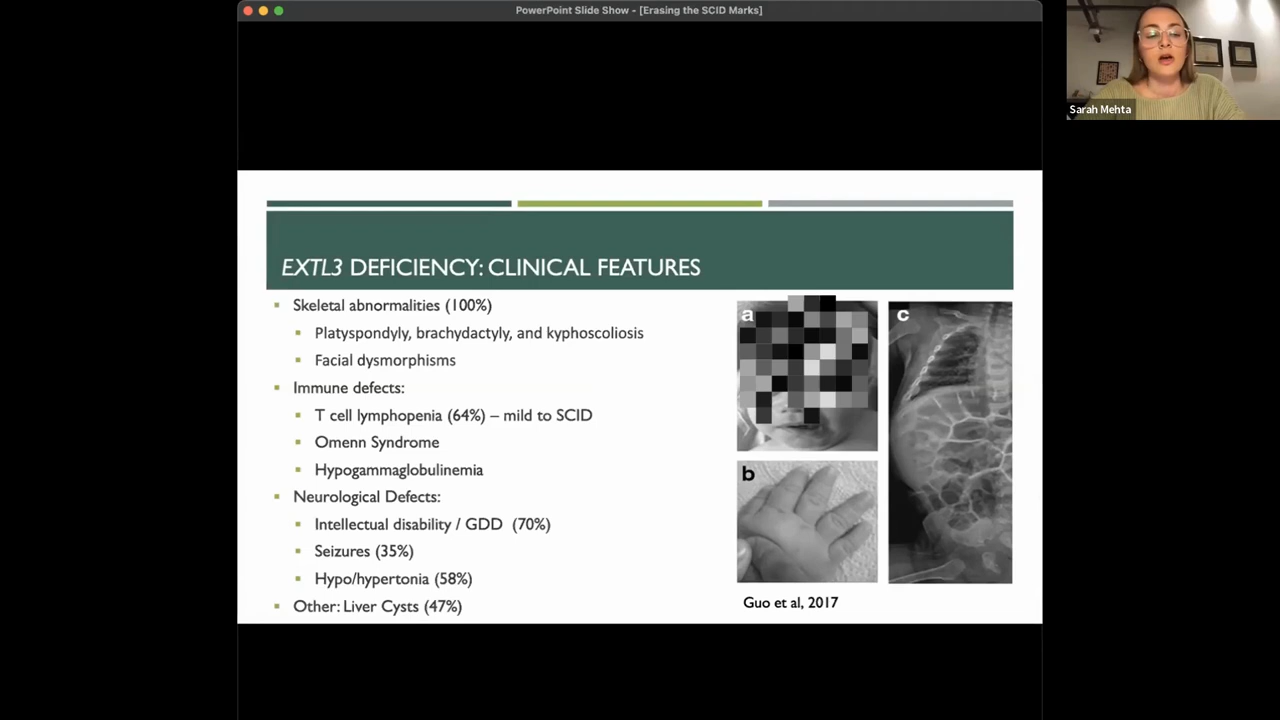 PowerPoint Slide Show - [Erasing the SCID Marks]
Sarah Mehta
EXTL3 DEFICIENCY: CLINICAL FEATURES
▪ Skeletal abnormalities (100%)
▪ Platyspondyly, brachydactyly, and kyphoscoliosis
▪ Facial dysmorphisms
▪ Immune defects:
▪ T cell lymphopenia (64%) – mild to SCID
▪ Omenn Syndrome
▪ Hypogammaglobulinemia
▪ Neurological Defects:
▪ Intellectual disability / GDD (70%)
▪ Seizures (35%)
▪ Hypo/hypertonia (58%)
▪ Other: Liver Cysts (47%)
a
b
c
Guo et al, 2017